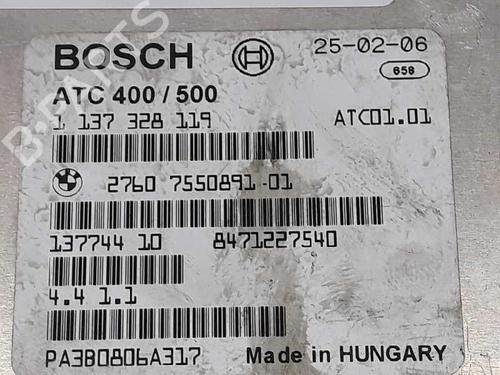 BOSCH 25-02-06
658
ATC 400 / 500
1 137 328 119 ATC01.01
2760 7550891-01
137744 10 8471227540
4.4 1.1
PA3B0806A317 Made in HUNGARY